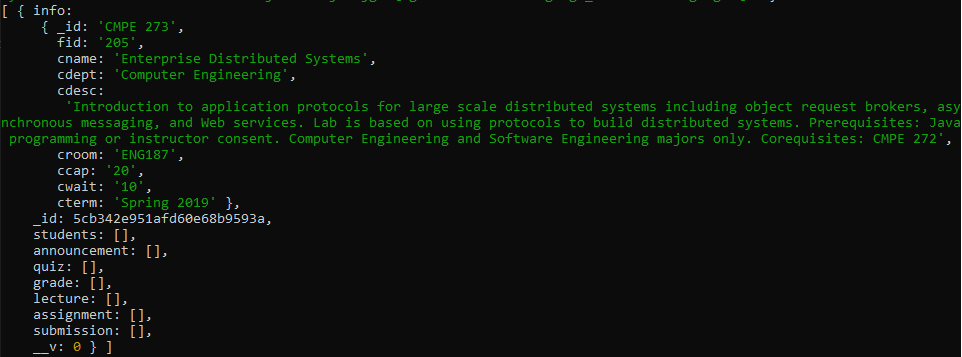 [ { info:
{ _id: 'CMPE 273',
fid: '205',
cname: 'Enterprise Distributed Systems',
cdept: 'Computer Engineering',
cdesc:
'Introduction to application protocols for large scale distributed systems including object request brokers, asy
nchronous messaging, and Web services. Lab is based on using protocols to build distributed systems. Prerequisites: Java
programming or instructor consent. Computer Engineering and Software Engineering majors only. Corequisites: CMPE 272',
croom: 'ENG187',
ccap: '20',
cwait: '10',
cterm: 'Spring 2019' },
_id: 5cb342e951afd60e68b9593a,
students: [],
announcement: [],
quiz: [],
grade: [],
lecture: [],
assignment: [],
submission: [],
__v: 0 } ]